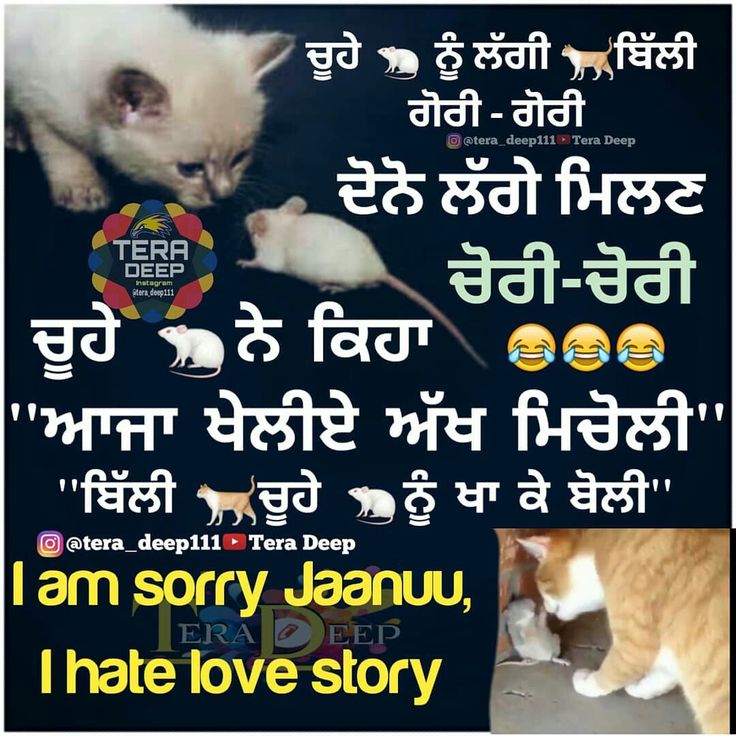 ਚੂਹੇ 🐁 ਨੂੰ ਲੱਗੀ 🐈 ਬਿੱਲੀ
ਗੋਰੀ - ਗੋਰੀ
@tera_deep111 Tera Deep
ਦੋਨੋ ਲੱਗੇ ਮਿਲਣ
TERA
DEEP
Instagram
@tera_deep111
ਚੋਰੀ-ਚੋਰੀ
ਚੂਹੇ 🐁 ਨੇ ਕਿਹਾ 😂😂😂
"ਆਜਾ ਖੇਲੀਏ ਅੱਖ ਮਿਚੋਲੀ"
"ਬਿੱਲੀ 🐈 ਚੂਹੇ 🐁 ਨੂੰ ਖਾ ਕੇ ਬੋਲੀ"
@tera_deep111 Tera Deep
I am sorry Jaanuu,
TERA DEEP
I hate love story